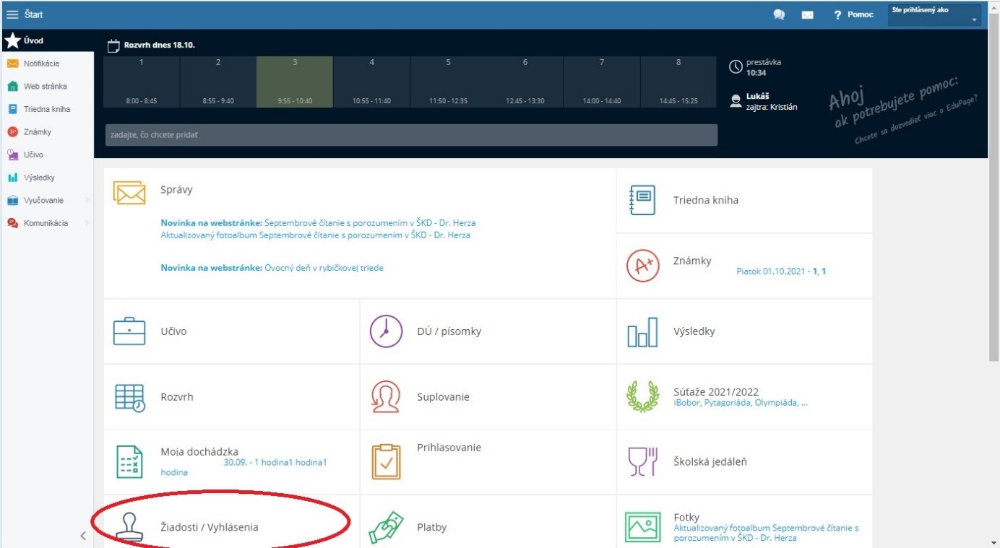 Štart
Pomoc
Ste prihlásený ako
Úvod
Notifikácie
Web stránka
Triedna kniha
Známky
Učivo
Výsledky
Vyučovanie
Komunikácia
Rozvrh dnes 18.10.
1 2 3 4 5 6 7 8
8:00 - 8:45 8:55 - 9:40 9:55 - 10:40 10:55 - 11:40 11:50 - 12:35 12:45 - 13:30 14:00 - 14:40 14:45 - 15:25
prestávka
10:34
Lukáš
zajtra: Kristián
Ahoj
ak potrebujete pomoc:
Chcete sa dozvedieť viac o EduPage?
zadajte, čo chcete pridať
Správy
Novinka na webstránke: Septembrové čítanie s porozumením v ŠKD - Dr. Herza
Aktualizovaný fotoalbum Septembrové čítanie s porozumením v ŠKD - Dr. Herza
Novinka na webstránke: Ovocný deň v rybičkovej triede
Triedna kniha
A+
Známky
Piatok 01.10.2021 - 1, 1
Učivo
DÚ / písomky
Výsledky
Rozvrh
Suplovanie
Súťaže 2021/2022
iBobor, Pytagoriáda, Olympiáda, ...
Moja dochádzka
30.09. - 1 hodina1 hodina1
hodina
Prihlasovanie
Školská jedáleň
Žiadosti / Vyhlásenia
Platby
Fotky
Aktualizovaný fotoalbum Septembrové čítanie s
porozumením v ŠKD - Dr. Herza